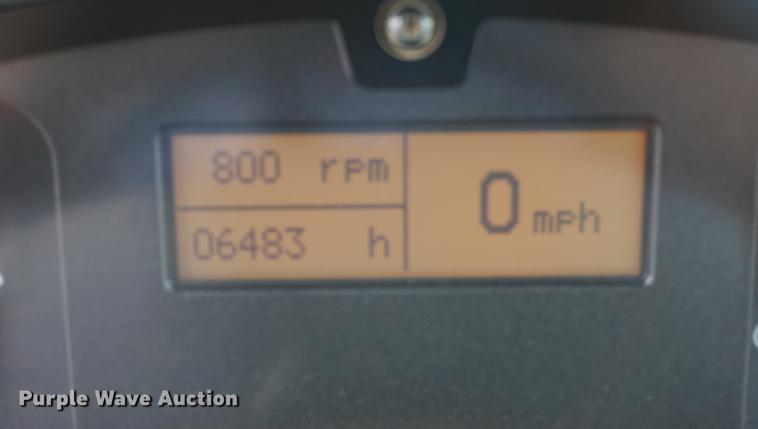 800 rpm
06483 h
0 mph
Purple Wave Auction